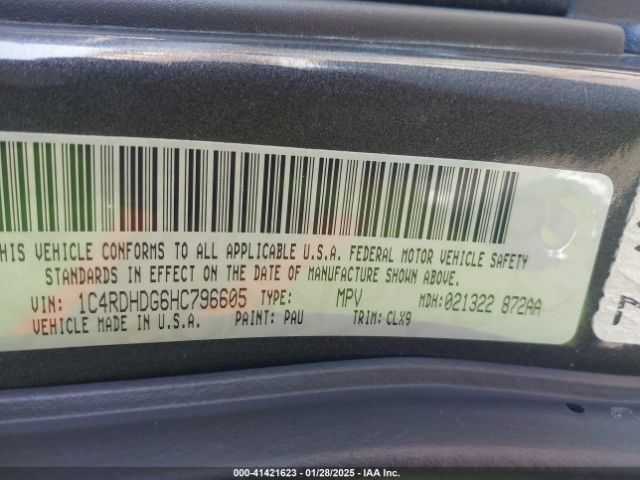 THIS VEHICLE CONFORMS TO ALL APPLICABLE U.S.A. FEDERAL MOTOR VEHICLE SAFETY
STANDARDS IN EFFECT ON THE DATE OF MANUFACTURE SHOWN ABOVE.
VIN: 1C4RDHDG6HC796605 TYPE: MPV MDH:021322 872AA
VEHICLE MADE IN U.S.A. PAINT: PAU TRIM: CLX9
000-41421623 | 01/28/2025 - IAA Inc.